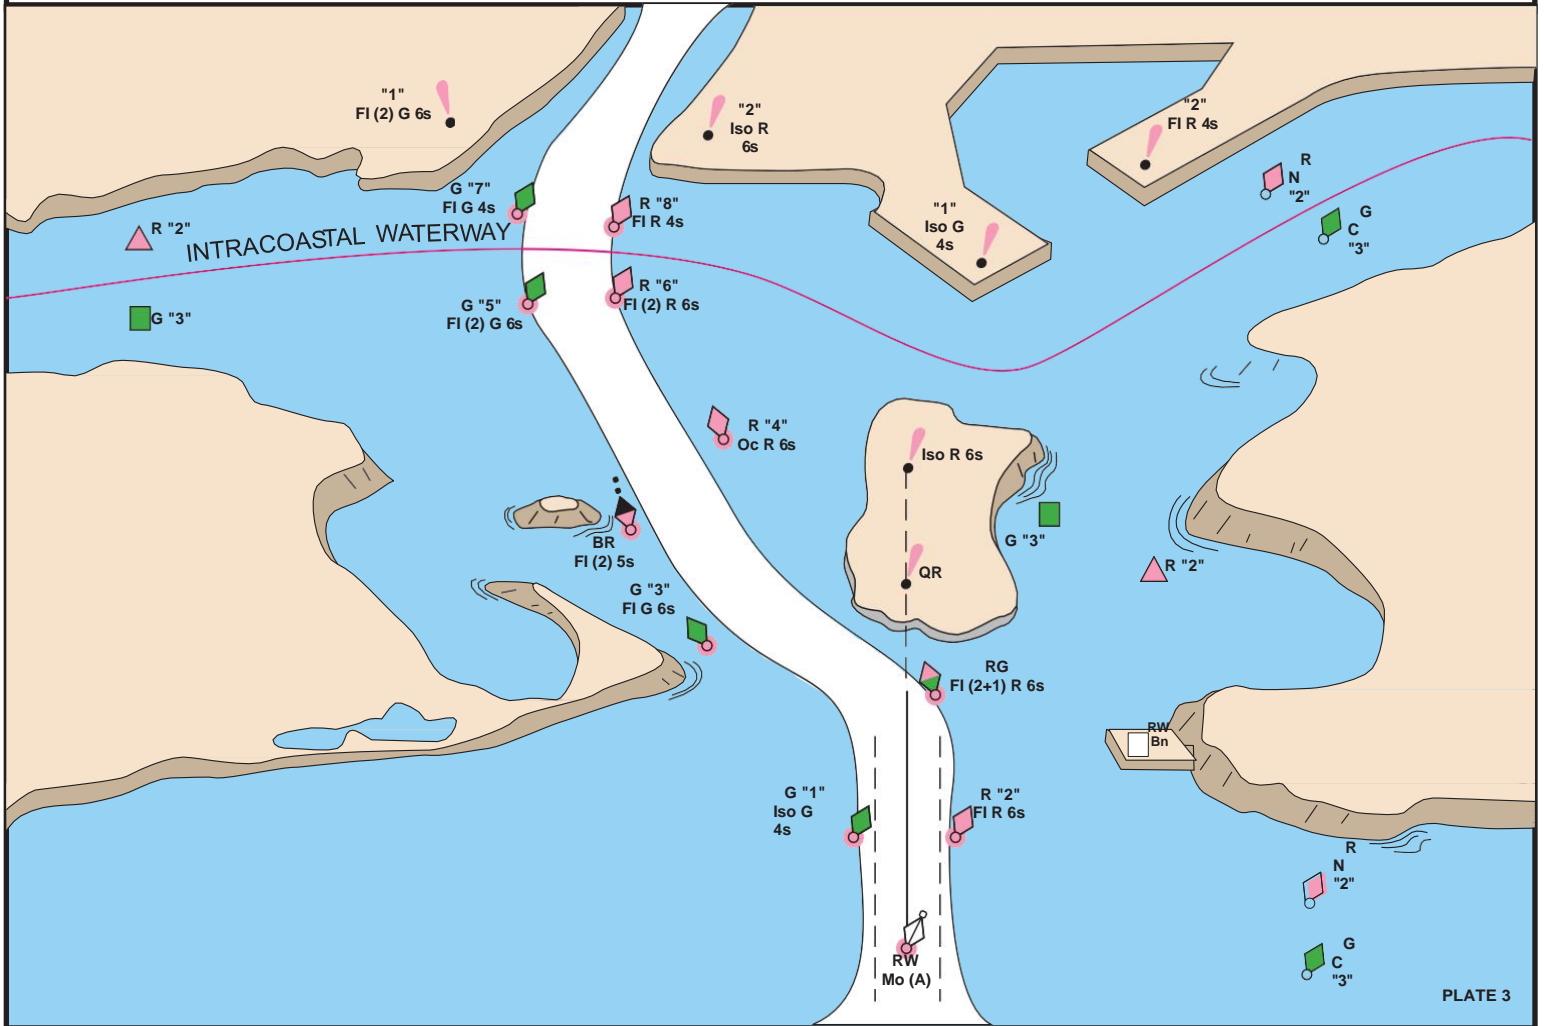 "1"
Fl (2) G 6s
"2"
Iso R
6s
"2"
Fl R 4s
R
N
"2"
G
C
"3"
G "7"
Fl G 4s
R "8"
Fl R 4s
"1"
Iso G
4s
R "2"
INTRACOASTAL WATERWAY
G "3"
G "5"
Fl (2) G 6s
R "6"
Fl (2) R 6s
R "4"
Oc R 6s
Iso R 6s
BR
Fl (2) 5s
G "3"
R "2"
QR
G "3"
Fl G 6s
RG
Fl (2+1) R 6s
RW
Bn
G "1"
Iso G
4s
R "2"
Fl R 6s
R
N
"2"
RW
Mo (A)
G
C
"3"
PLATE 3